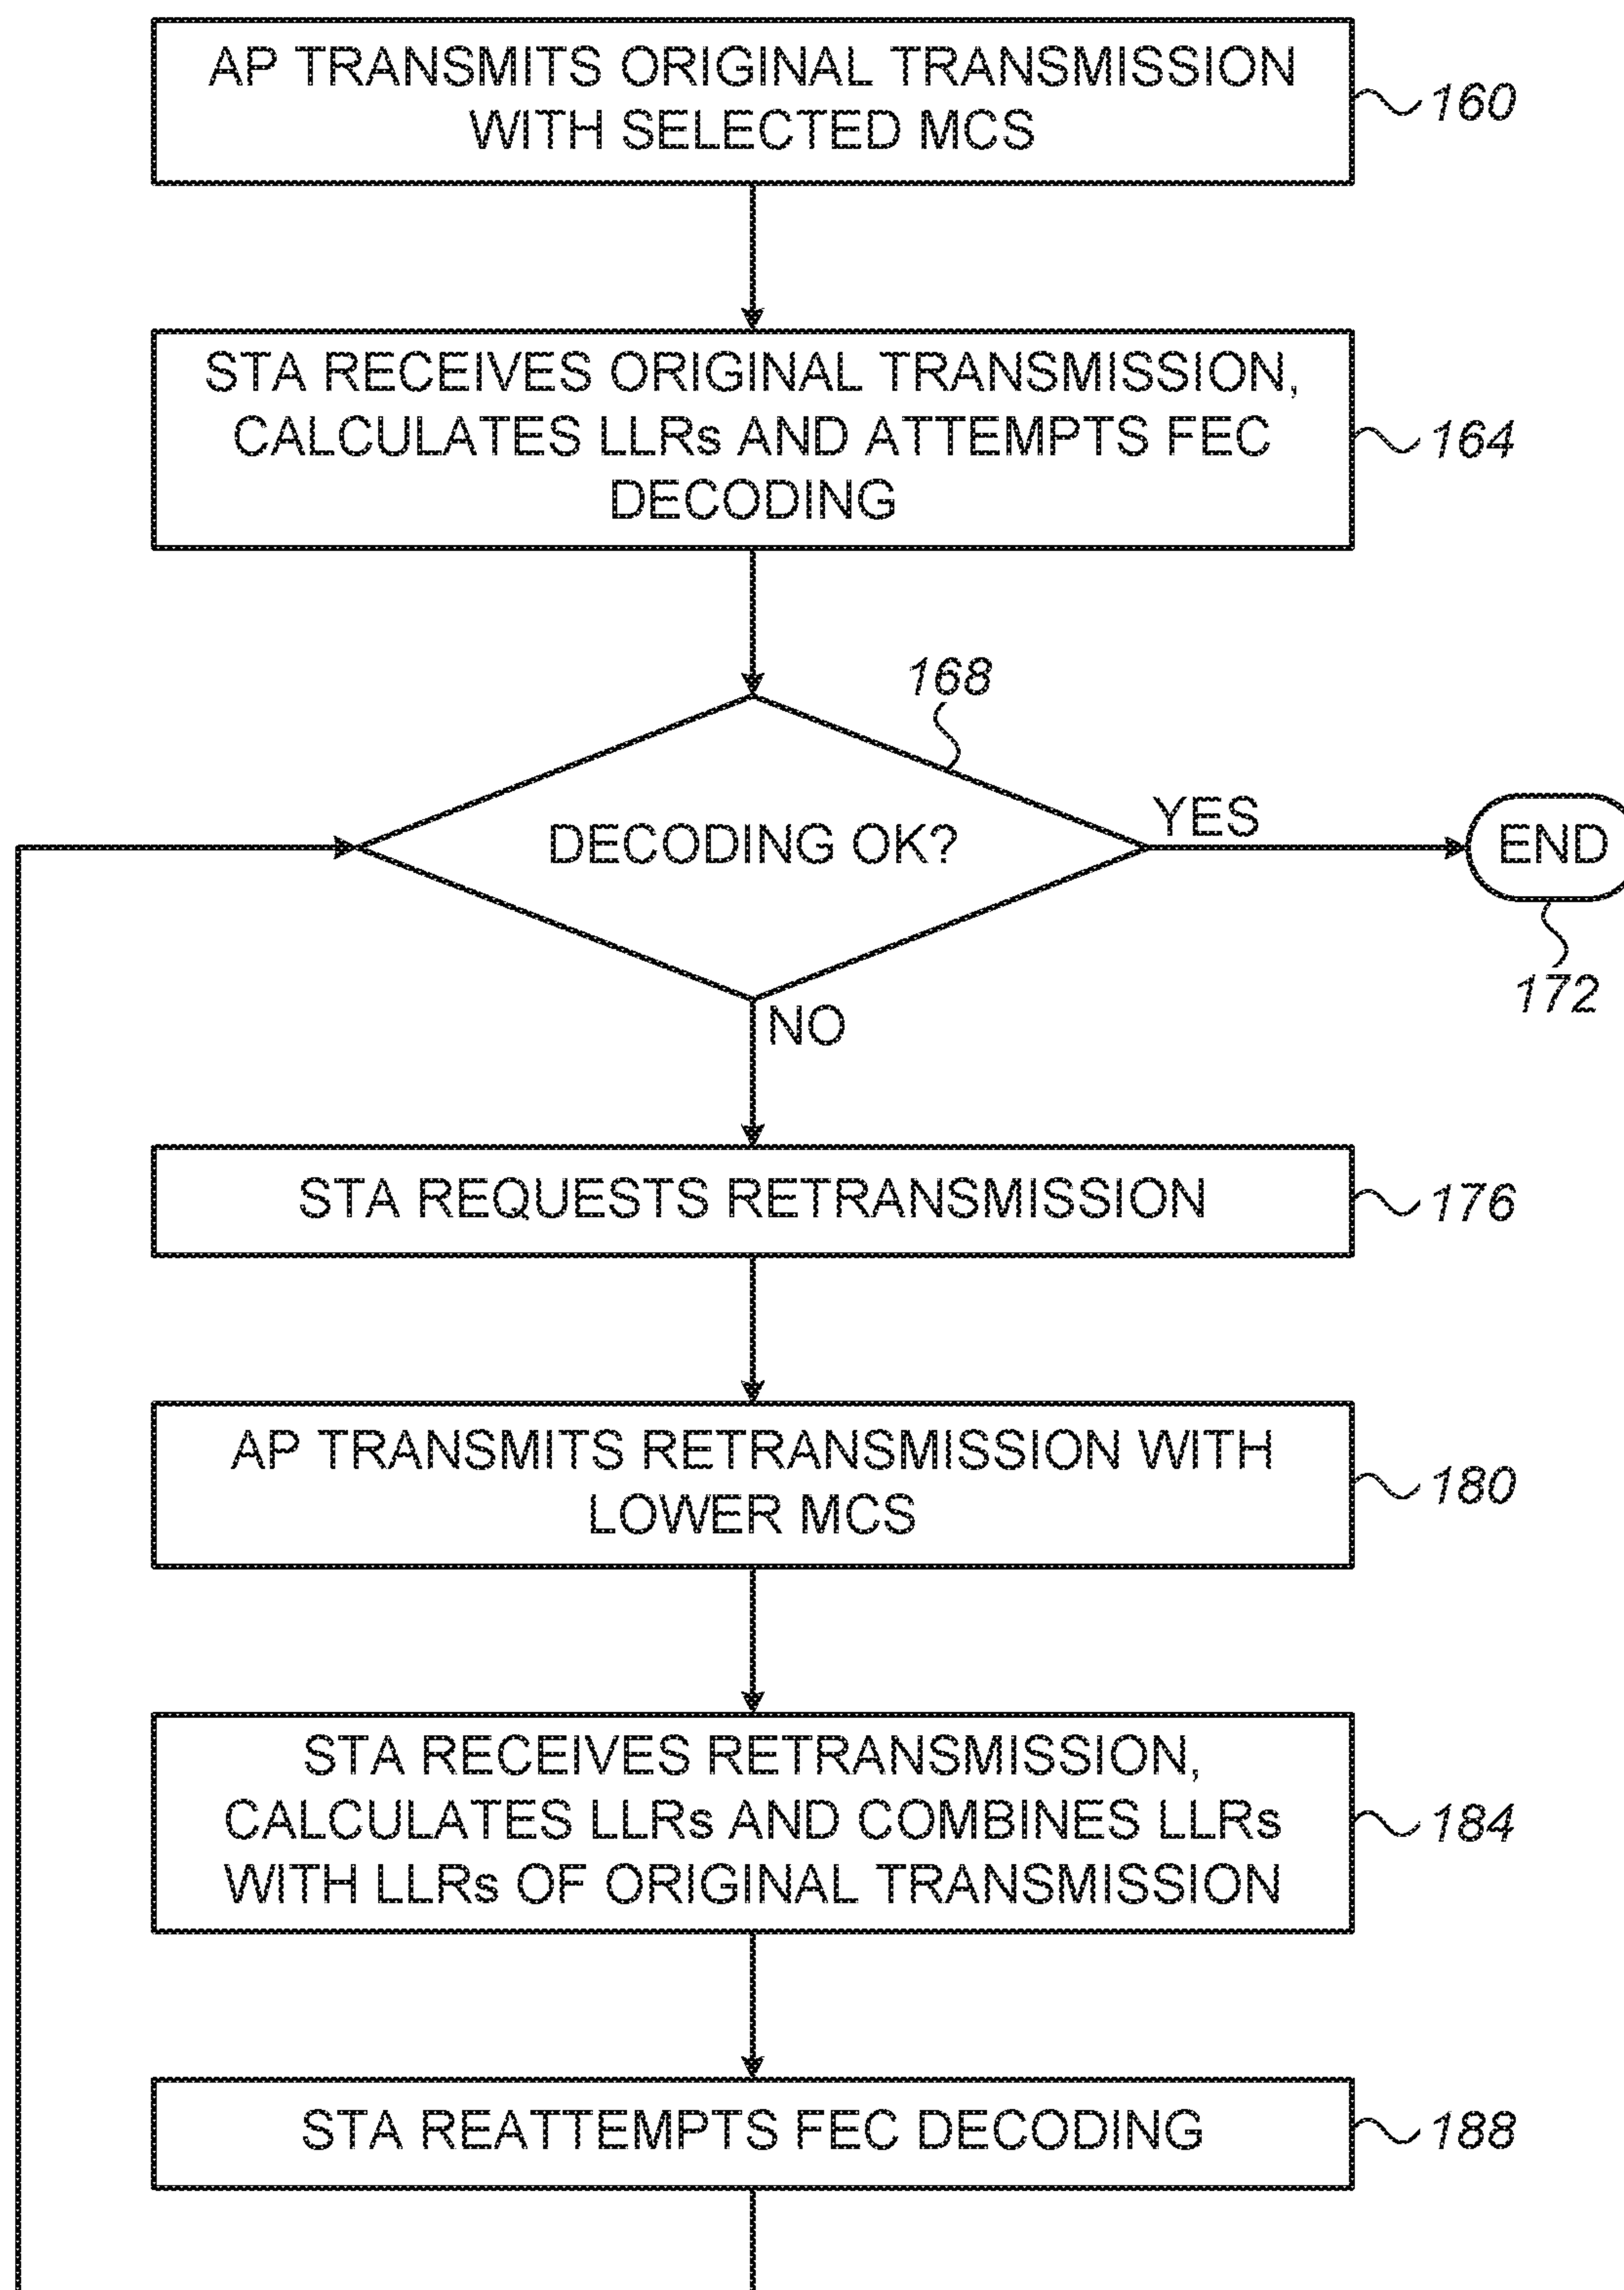 AP TRANSMITS ORIGINAL TRANSMISSION
WITH SELECTED MCS
160
STA RECEIVES ORIGINAL TRANSMISSION,
CALCULATES LLRs AND ATTEMPTS FEC
DECODING
164
168
DECODING OK?
YES
END
172
NO
STA REQUESTS RETRANSMISSION
176
AP TRANSMITS RETRANSMISSION WITH
LOWER MCS
180
STA RECEIVES RETRANSMISSION,
CALCULATES LLRs AND COMBINES LLRs
WITH LLRs OF ORIGINAL TRANSMISSION
184
STA REATTEMPTS FEC DECODING
188